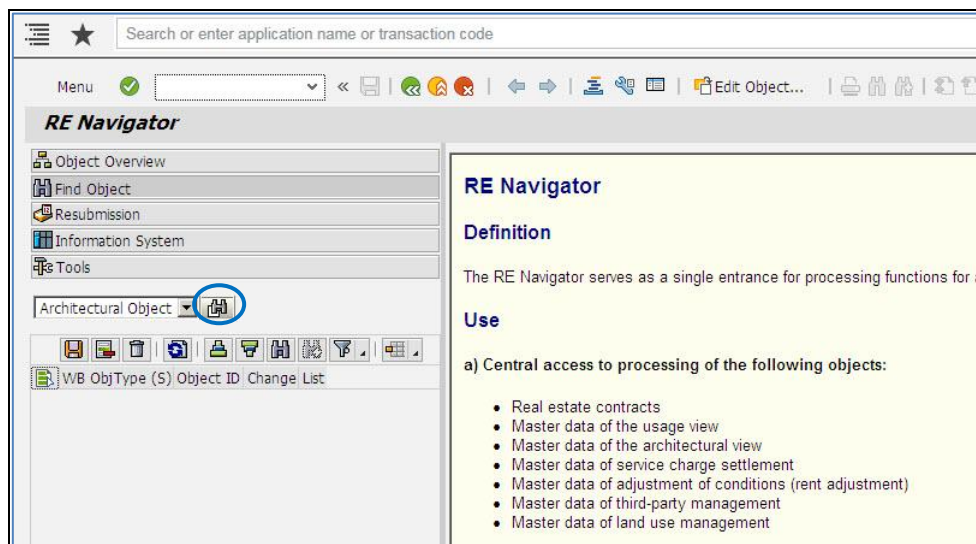 Search or enter application name or transaction code
Menu
Edit Object...
RE Navigator
Object Overview
Find Object
Resubmission
Information System
Tools
Architectural Object
WB ObjType (S) Object ID Change List
RE Navigator
Definition
The RE Navigator serves as a single entrance for processing functions for
Use
a) Central access to processing of the following objects:
• Real estate contracts
• Master data of the usage view
• Master data of the architectural view
• Master data of service charge settlement
• Master data of adjustment of conditions (rent adjustment)
• Master data of third-party management
• Master data of land use management